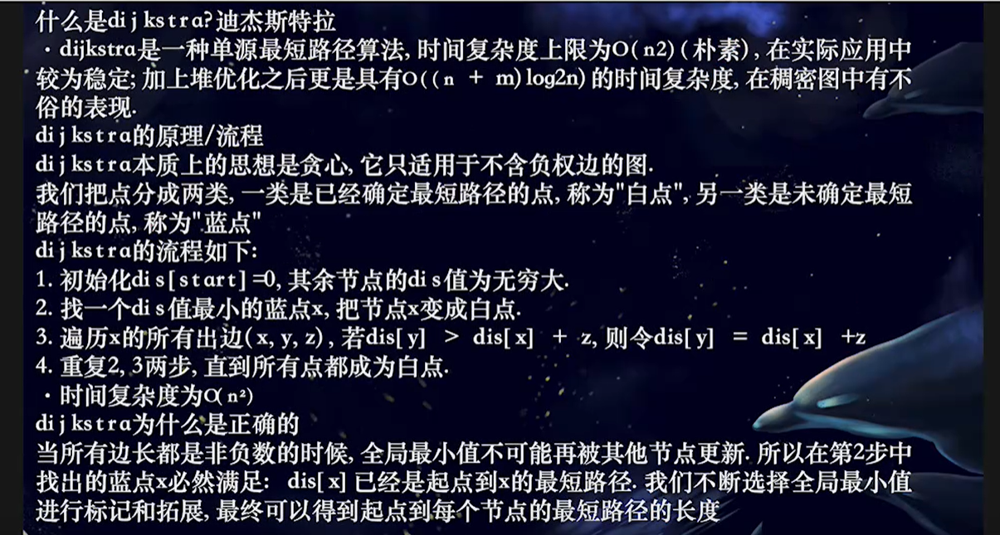 什么是dijkstra?迪杰斯特拉
·dijkstra是一种单源最短路径算法,时间复杂度上限为O(n2)(朴素),在实际应用中
较为稳定;加上堆优化之后更是具有O((n + m)log2n)的时间复杂度,在稠密图中有不
俗的表现.
dijkstra的原理/流程
dijkstra本质上的思想是贪心,它只适用于不含负权边的图.
我们把点分成两类,一类是已经确定最短路径的点,称为"白点",另一类是未确定最短
路径的点,称为"蓝点"
dijkstra的流程如下:
1. 初始化dis[start]=0,其余节点的dis值为无穷大.
2. 找一个dis值最小的蓝点x,把节点x变成白点.
3. 遍历x的所有出边(x,y,z),若dis[y] > dis[x] + z,则令dis[y] = dis[x] +z
4. 重复2,3两步,直到所有点都成为白点.
·时间复杂度为O(n²)
dijkstra为什么是正确的
当所有边长都是非负数的时候,全局最小值不可能再被其他节点更新.所以在第2步中
找出的蓝点x必然满足: dis[x]已经是起点到x的最短路径.我们不断选择全局最小值
进行标记和拓展,最终可以得到起点到每个节点的最短路径的长度